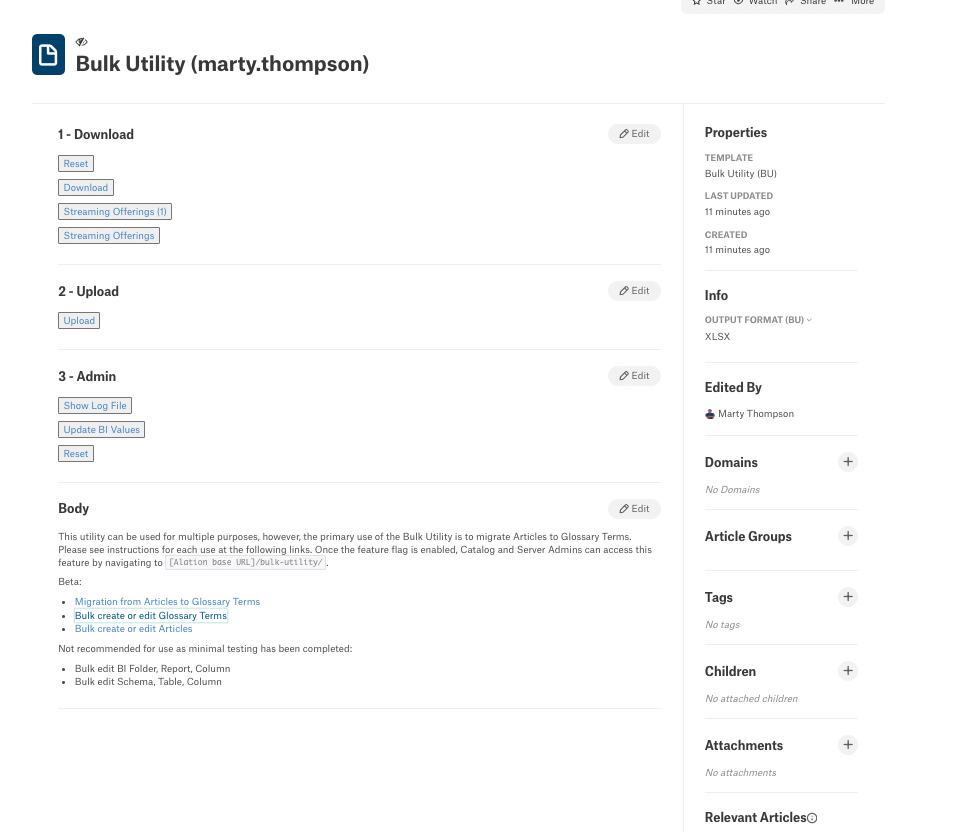 Star Watch Share More
Bulk Utility (marty.thompson)
1 - Download
Edit
Reset
Download
Streaming Offerings (1)
Streaming Offerings
2 - Upload
Edit
Upload
3 - Admin
Edit
Show Log File
Update BI Values
Reset
Body
Edit
This utility can be used for multiple purposes, however, the primary use of the Bulk Utility is to migrate Articles to Glossary Terms.
Please see instructions for each use at the following links. Once the feature flag is enabled, Catalog and Server Admins can access this
feature by navigating to [Alation base URL]/bulk-utility/.
Beta:
• Migration from Articles to Glossary Terms
• Bulk create or edit Glossary Terms
• Bulk create or edit Articles
Not recommended for use as minimal testing has been completed:
• Bulk edit BI Folder, Report, Column
• Bulk edit Schema, Table, Column
Properties
TEMPLATE
Bulk Utility (BU)
LAST UPDATED
11 minutes ago
CREATED
11 minutes ago
Info
OUTPUT FORMAT (BU)
XLSX
Edited By
Marty Thompson
Domains
No Domains
Article Groups
Tags
No tags
Children
No attached children
Attachments
No attachments
Relevant Articles